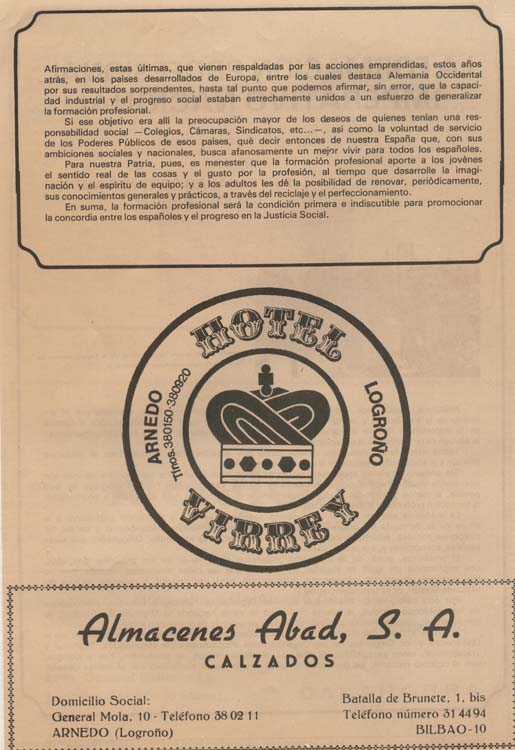 Afirmaciones, estas últimas, que vienen respaldadas por las acciones emprendidas, estos años
atrás, en los países desarrollados de Europa, entre los cuales destaca Alemania Occidental
por sus resultados sorprendentes, hasta tal punto que podemos afirmar, sin error, que la capaci-
dad industrial y el progreso social estaban estrechamente unidos a un esfuerzo de generalizar
la formación profesional.
Si ese objetivo era allí la preocupación mayor de los deseos de quienes tenían una res-
ponsabilidad social —Colegios, Cámaras, Sindicatos, etc...—, así como la voluntad de servicio
de los Poderes Públicos de esos países, qué decir entonces de nuestra España que, con sus
ambiciones sociales y nacionales, busca afanosamente un mejor vivir para todos los españoles.
Para nuestra Patria, pues, es menester que la formación profesional aporte a los jovénes
el sentido real de las cosas y el gusto por la profesión, al tiempo que desarrolle la imagi-
nación y el espíritu de equipo; y a los adultos les dé la posibilidad de renovar, periódicamente,
sus conocimientos generales y prácticos, a través del reciclaje y el perfeccionamiento.
En suma, la formación profesional será la condición primera e indiscutible para promocionar
la concordia entre los españoles y el progreso en la Justicia Social.
HOTEL
ARNEDO
Tfnos. 380150-380920
LOGROÑO
VIRREY
Almacenes Abad, S. A.
CALZADOS
Domicilio Social:
General Mola, 10 - Teléfono 38 02 11
ARNEDO (Logroño)
Batalla de Brunete, 1, bis
Teléfono número 31 44 94
BILBAO-10